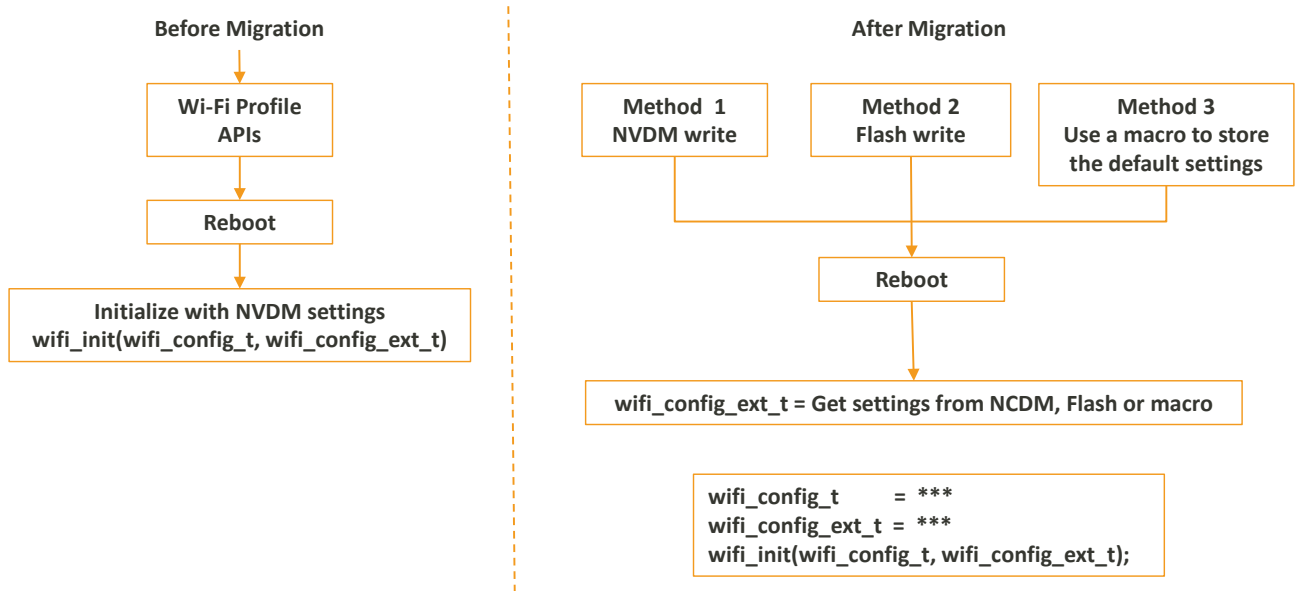 Before Migration
Wi-Fi Profile
APIs
Reboot
Initialize with NVDM settings
wifi_init(wifi_config_t, wifi_config_ext_t)
After Migration
Method 1
NVDM write
Method 2
Flash write
Method 3
Use a macro to store
the default settings
Reboot
wifi_config_ext_t = Get settings from NCDM, Flash or macro
wifi_config_t = ***
wifi_config_ext_t = ***
wifi_init(wifi_config_t, wifi_config_ext_t);